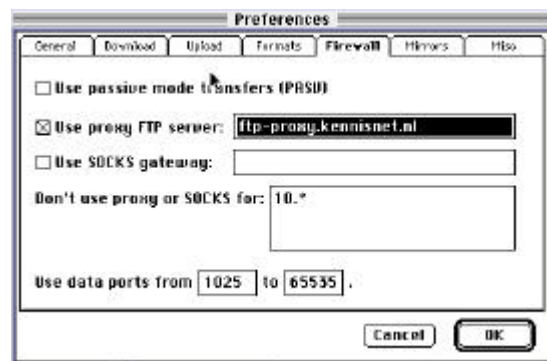 Preferences
General Download Upload Formats Firewall Mirrors Misc
Use passive mode transfers (PASV)
Use proxy FTP server: ftp-proxy.kennisnet.nl
Use SOCKS gateway:
Don't use proxy or SOCKS for: 10.*
Use data ports from 1025 to 65535 .
Cancel OK